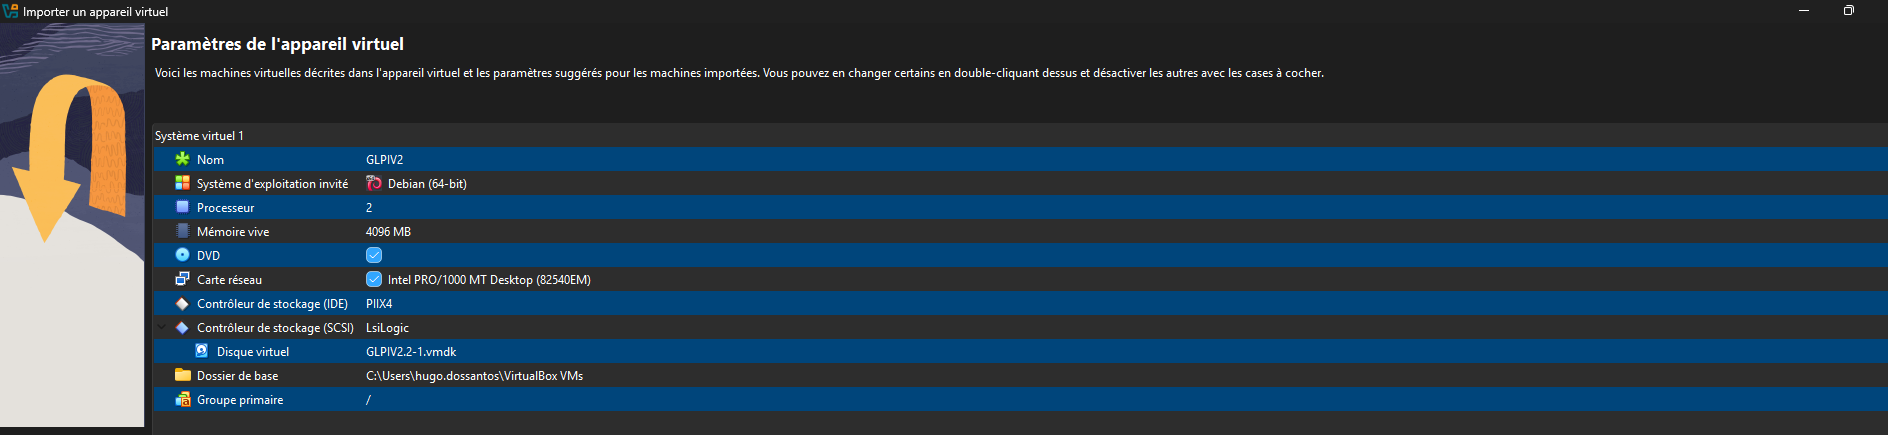 Importer un appareil virtuel
Paramètres de l'appareil virtuel
Voici les machines virtuelles décrites dans l'appareil virtuel et les paramètres suggérés pour les machines importées. Vous pouvez en changer certains en double-cliquant dessus et désactiver les autres avec les cases à cocher.
Système virtuel 1
Nom GLPIV2
Système d'exploitation invité Debian (64-bit)
Processeur 2
Mémoire vive 4096 MB
DVD
Carte réseau Intel PRO/1000 MT Desktop (82540EM)
Contrôleur de stockage (IDE) PIIX4
Contrôleur de stockage (SCSI) LsiLogic
Disque virtuel GLPIV2.2-1.vmdk
Dossier de base C:\Users\hugo.dossantos\VirtualBox VMs
Groupe primaire /